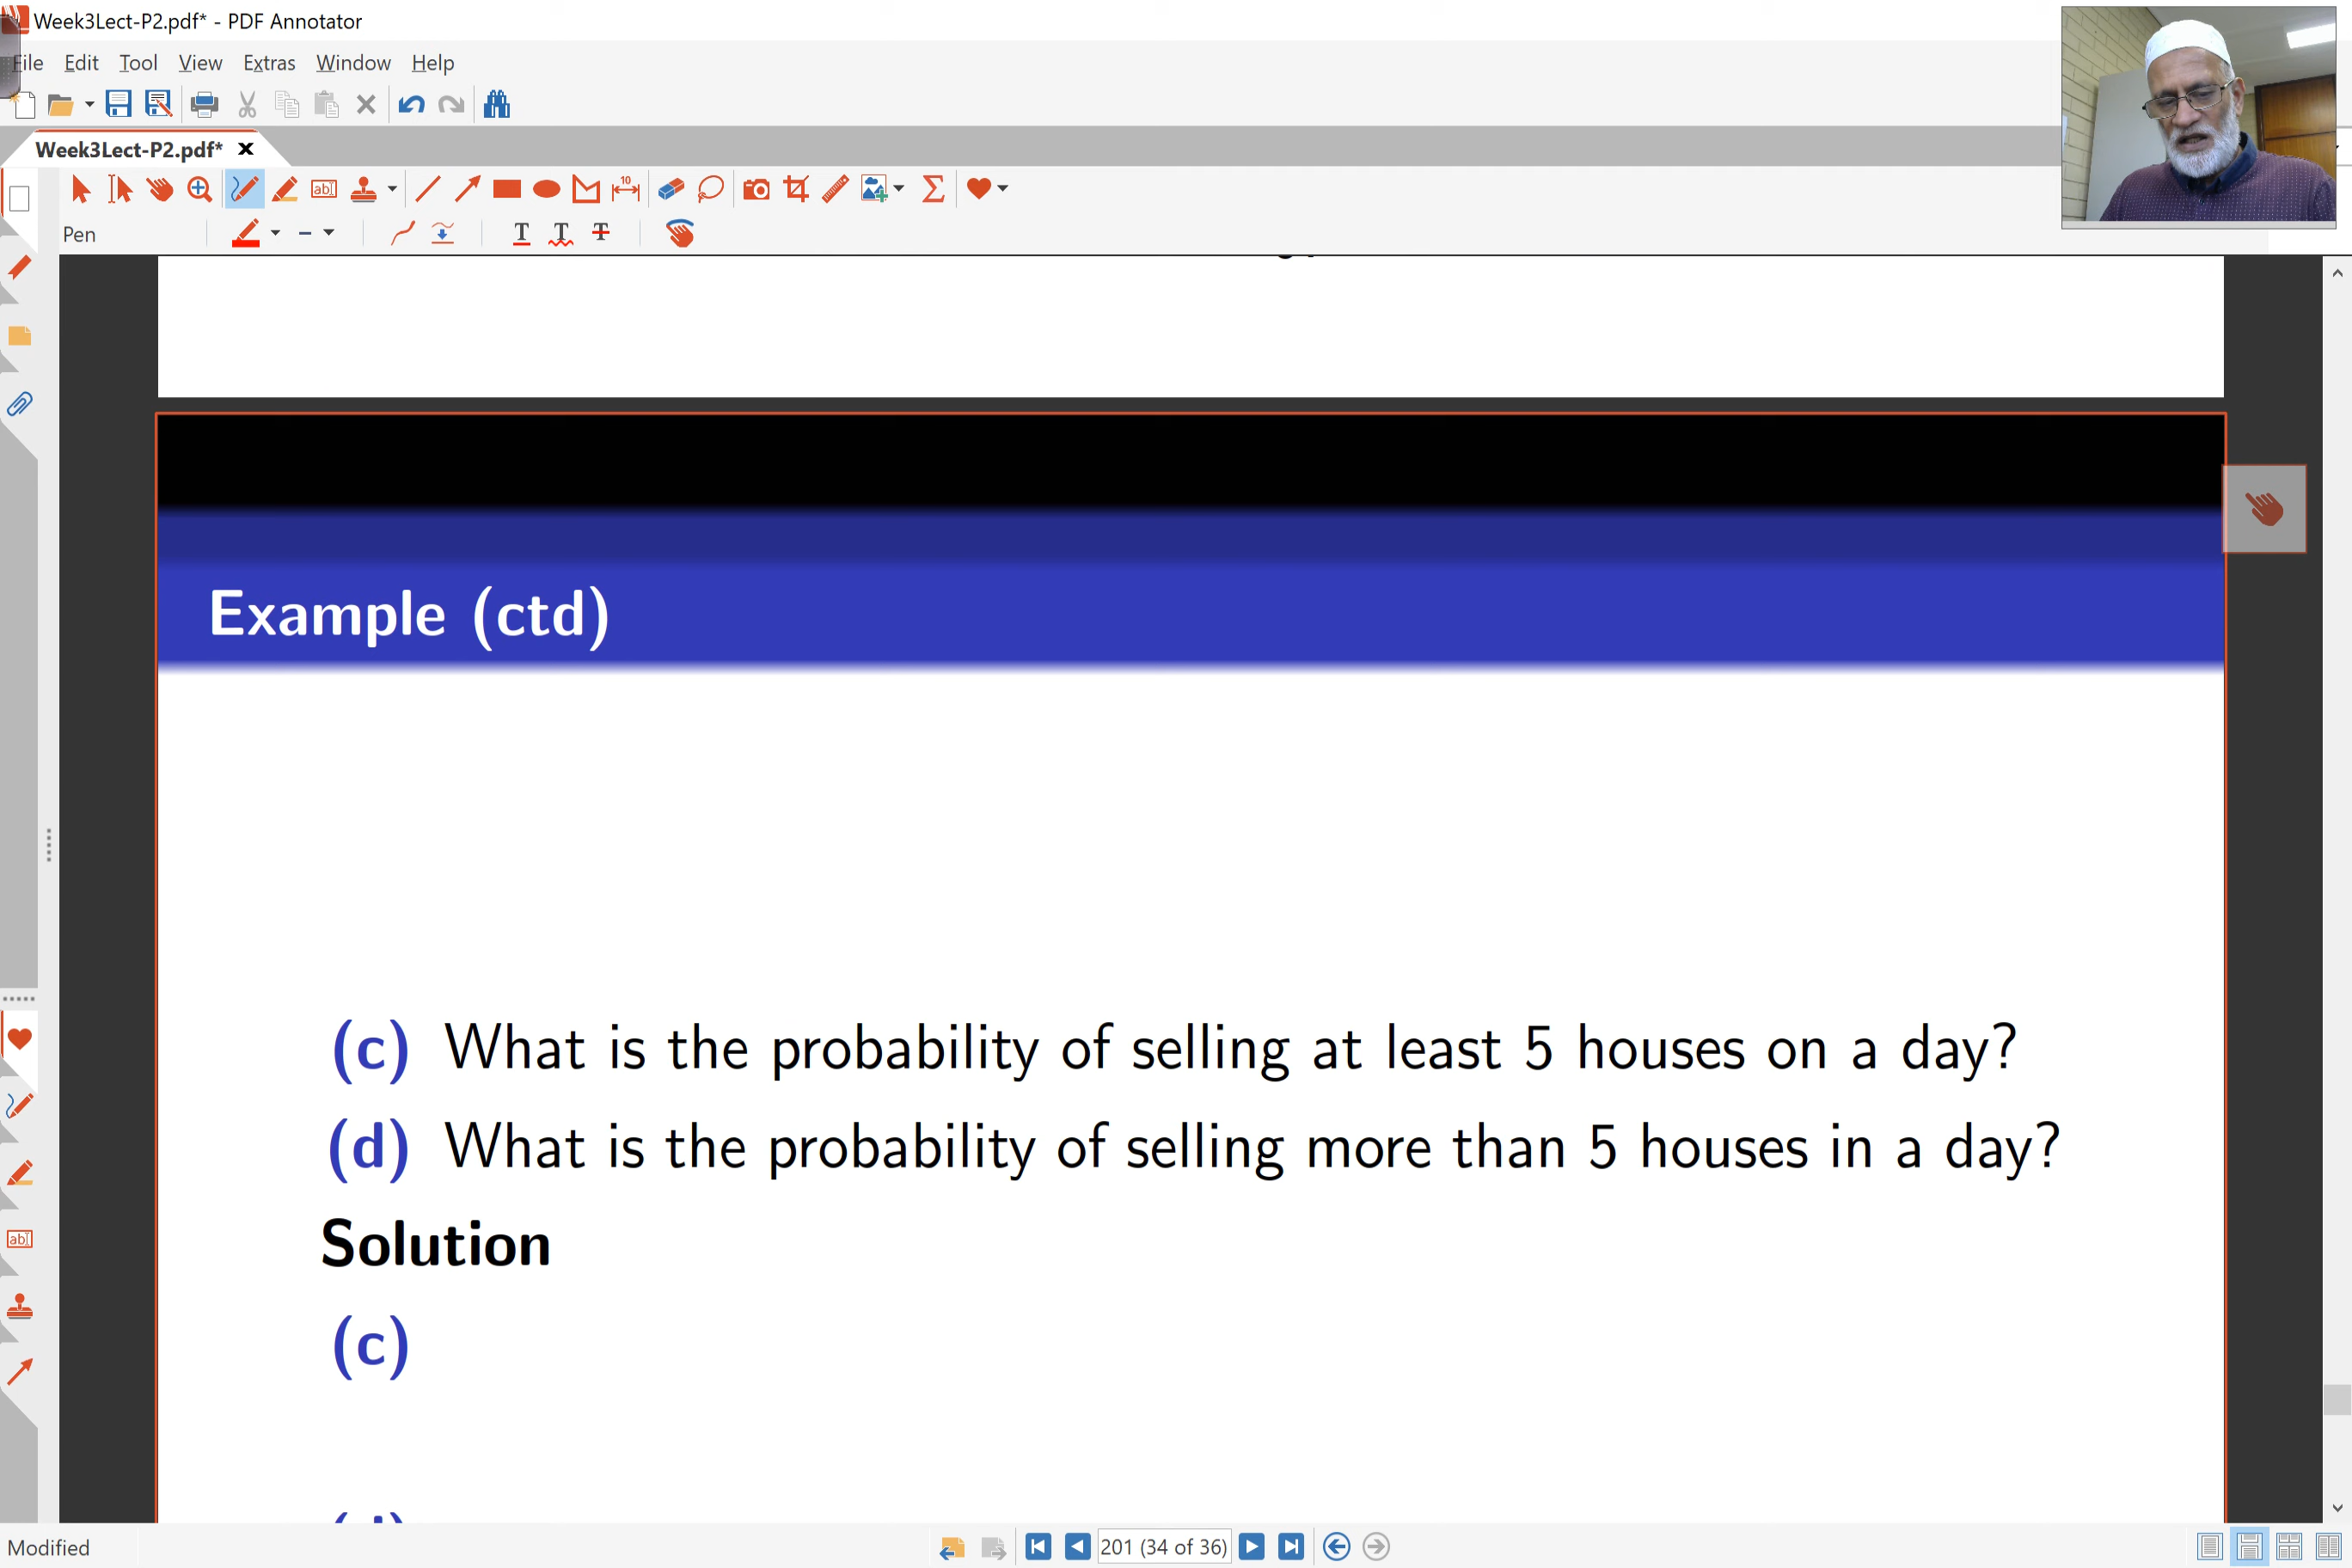 Week3Lect-P2.pdf* - PDF Annotator
File Edit Tool View Extras Window Help
Week3Lect-P2.pdf*
Pen
Example (ctd)
(c) What is the probability of selling at least 5 houses on a day?
(d) What is the probability of selling more than 5 houses in a day?
Solution
(c)
Modified
201 (34 of 36)